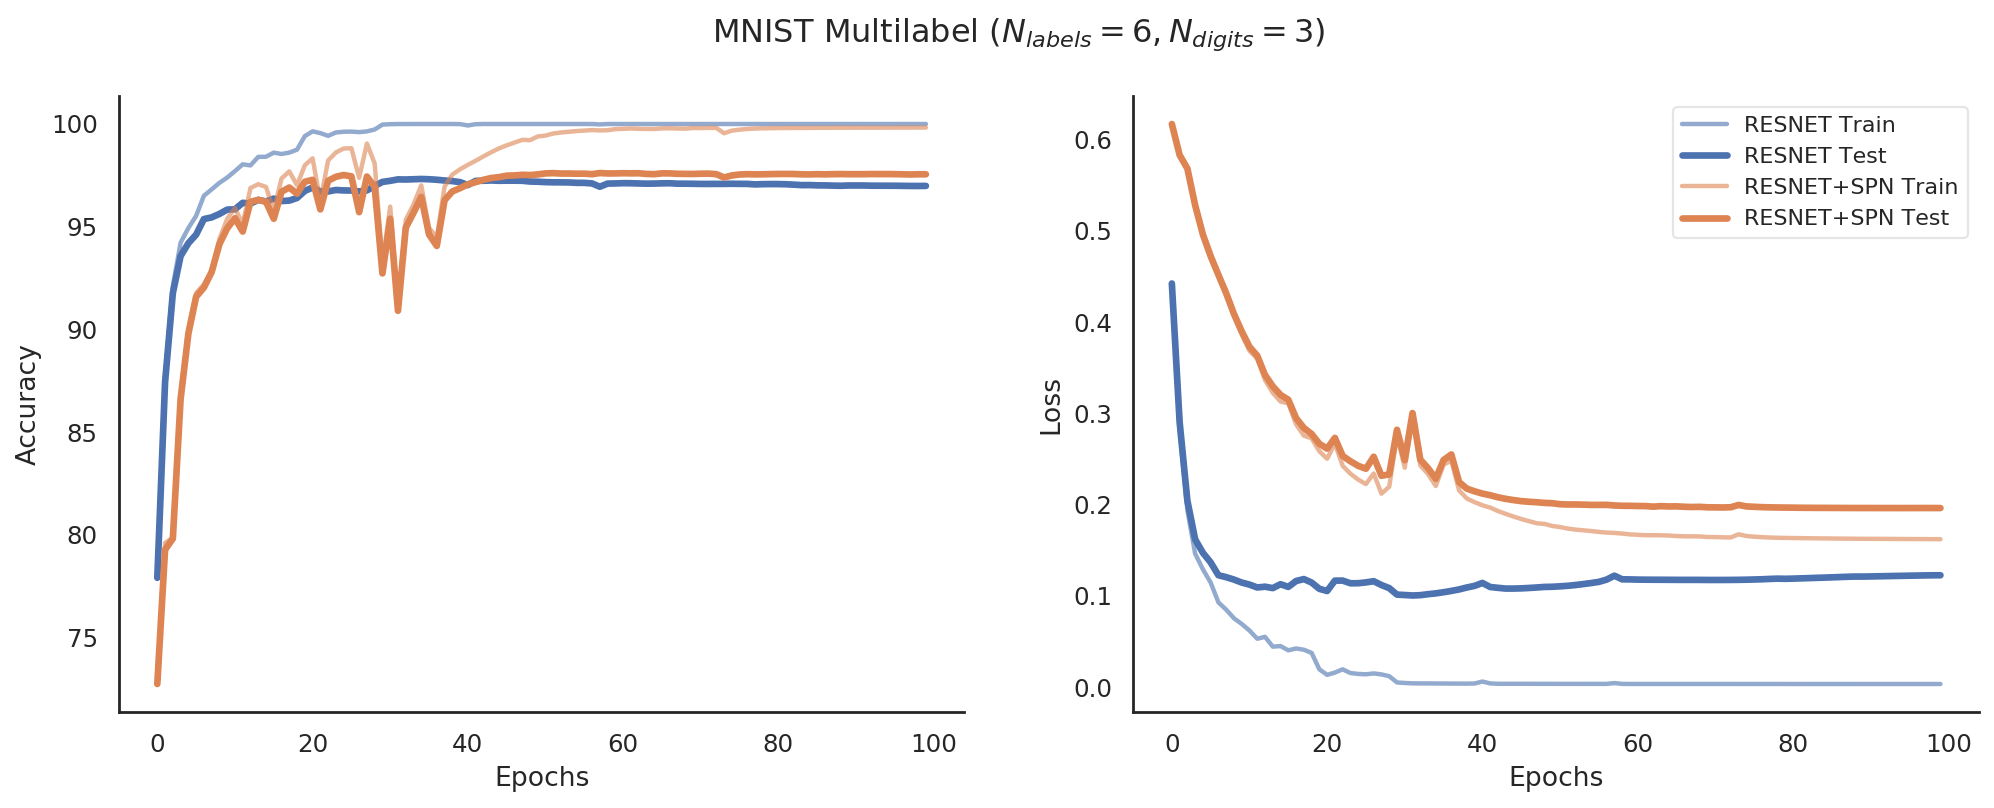 MNIST Multilabel (N_labels = 6, N_digits = 3)
Accuracy
100
95
90
85
80
75
0 20 40 60 80 100
Epochs
Loss
0.6
0.5
0.4
0.3
0.2
0.1
0.0
0 20 40 60 80 100
Epochs
RESNET Train
RESNET Test
RESNET+SPN Train
RESNET+SPN Test